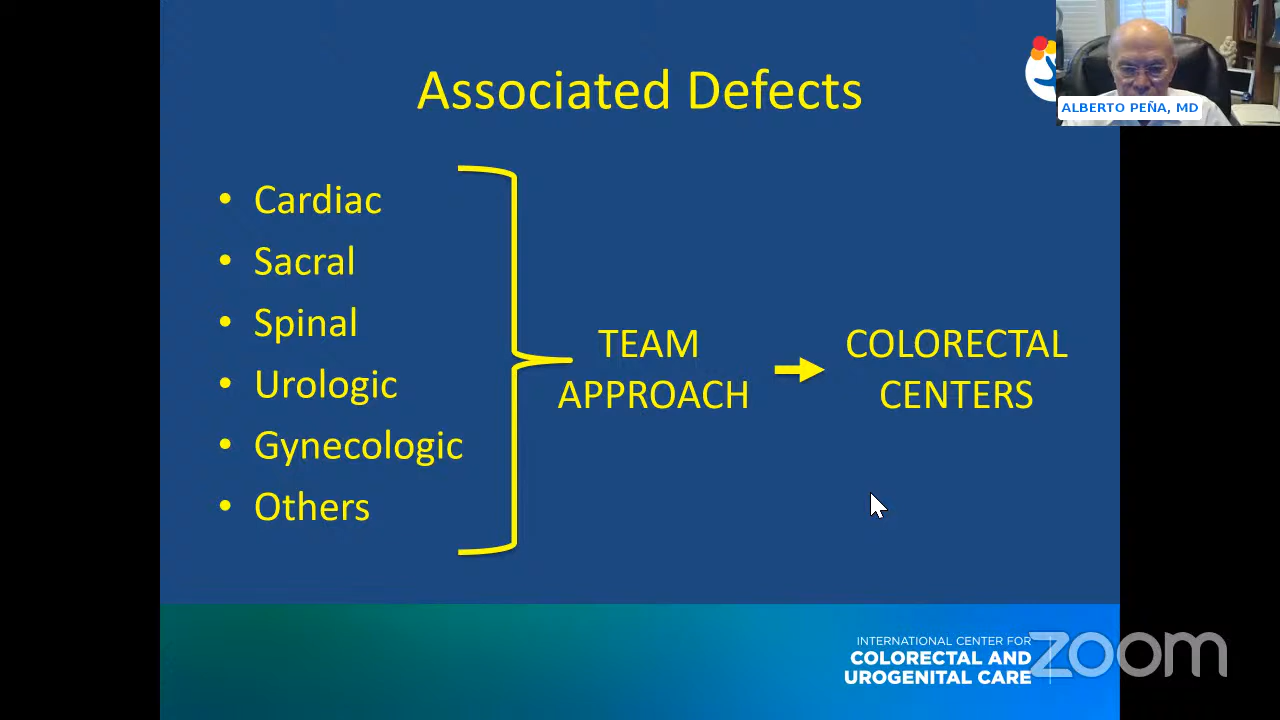 Associated Defects
ALBERTO PEÑA, MD
• Cardiac
• Sacral
• Spinal
• Urologic
• Gynecologic
• Others
TEAM
APPROACH
COLORECTAL
CENTERS
INTERNATIONAL CENTER FOR
COLORECTAL AND
UROGENITAL CARE
zoom